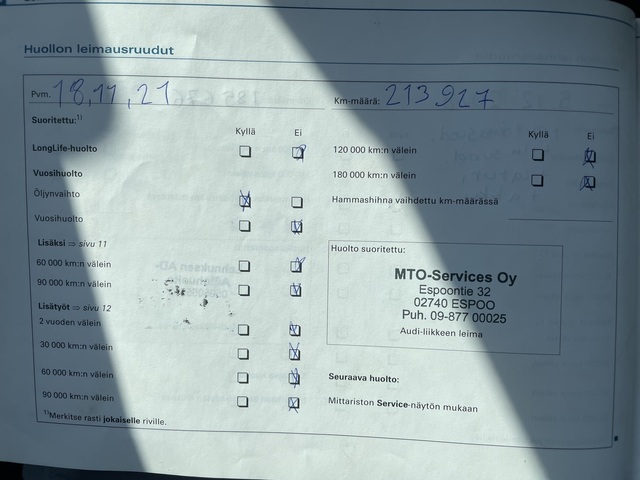 Huollon leimausruudut
Pvm. 18,11,21
Km-määrä: 213927
Suoritettu:1)
Kyllä Ei
LongLife-huolto
Vuosihuolto
Öljynvaihto
Vuosihuolto
Lisäksi ⇒ sivu 11
60 000 km:n välein
90 000 km:n välein
Lisätyöt ⇒ sivu 12
2 vuoden välein
30 000 km:n välein
60 000 km:n välein
90 000 km:n välein
1)Merkitse rasti jokaiselle riville.
Kyllä Ei
120 000 km:n välein
180 000 km:n välein
Hammashihna vaihdettu km-määrässä
Huolto suoritettu:
MTO-Services Oy
Espoontie 32
02740 ESPOO
Puh. 09-877 00025
Audi-liikkeen leima
Seuraava huolto:
Mittariston Service-näytön mukaan